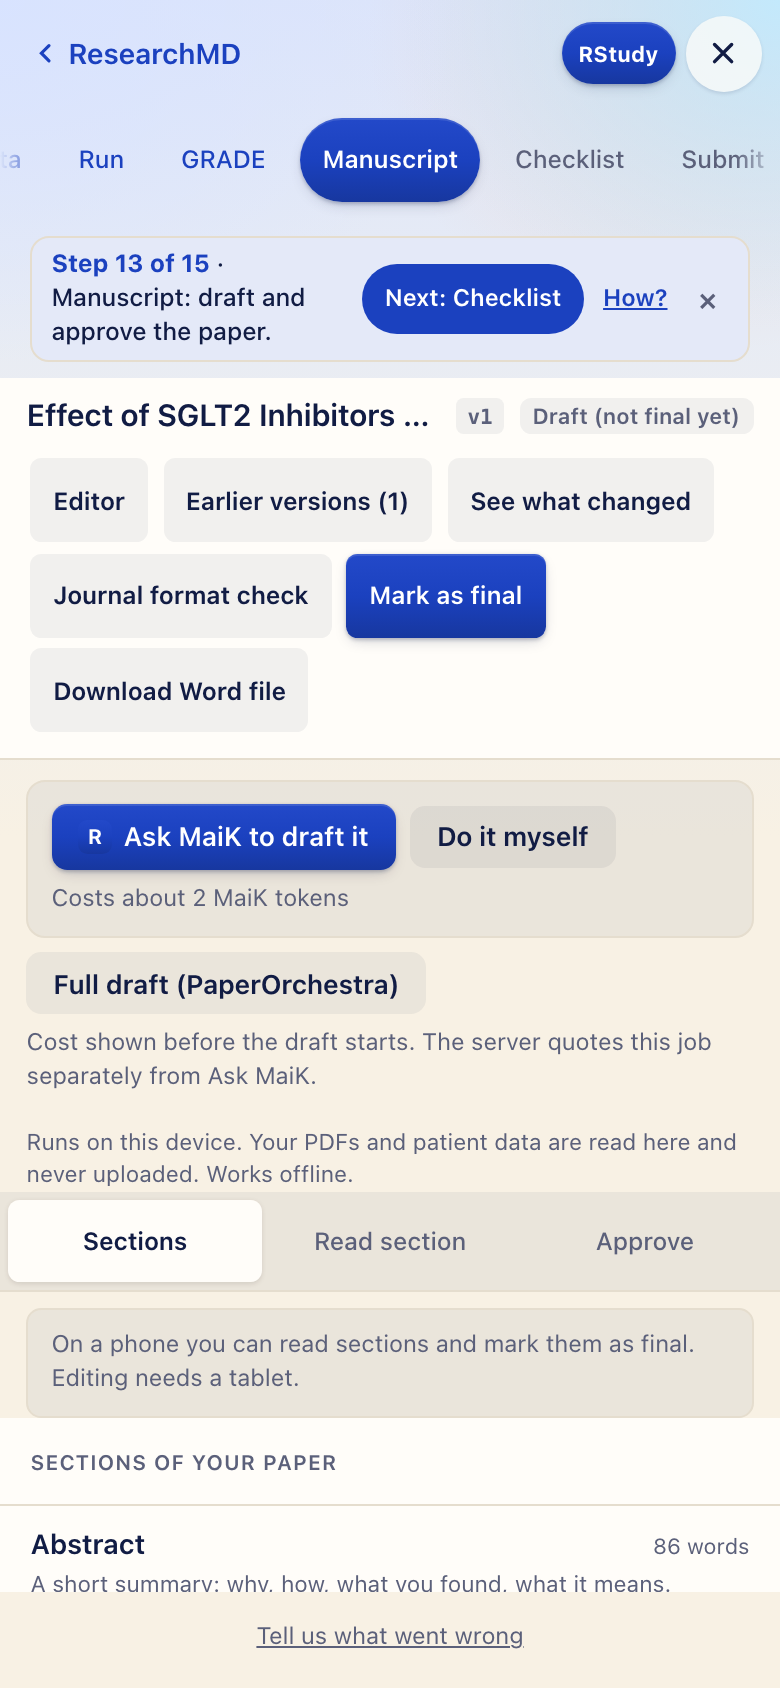 ResearchMD
RStudy
ta Run GRADE Manuscript Checklist Submit
Step 13 of 15 ·
Manuscript: draft and
approve the paper.
Next: Checklist
How?
×
Effect of SGLT2 Inhibitors ...
v1
Draft (not final yet)
Editor
Earlier versions (1)
See what changed
Journal format check
Mark as final
Download Word file
R Ask MaiK to draft it
Do it myself
Costs about 2 MaiK tokens
Full draft (PaperOrchestra)
Cost shown before the draft starts. The server quotes this job
separately from Ask MaiK.
Runs on this device. Your PDFs and patient data are read here and
never uploaded. Works offline.
Sections
Read section
Approve
On a phone you can read sections and mark them as final.
Editing needs a tablet.
SECTIONS OF YOUR PAPER
Abstract
86 words
A short summary: why, how, what you found, what it means.
Tell us what went wrong